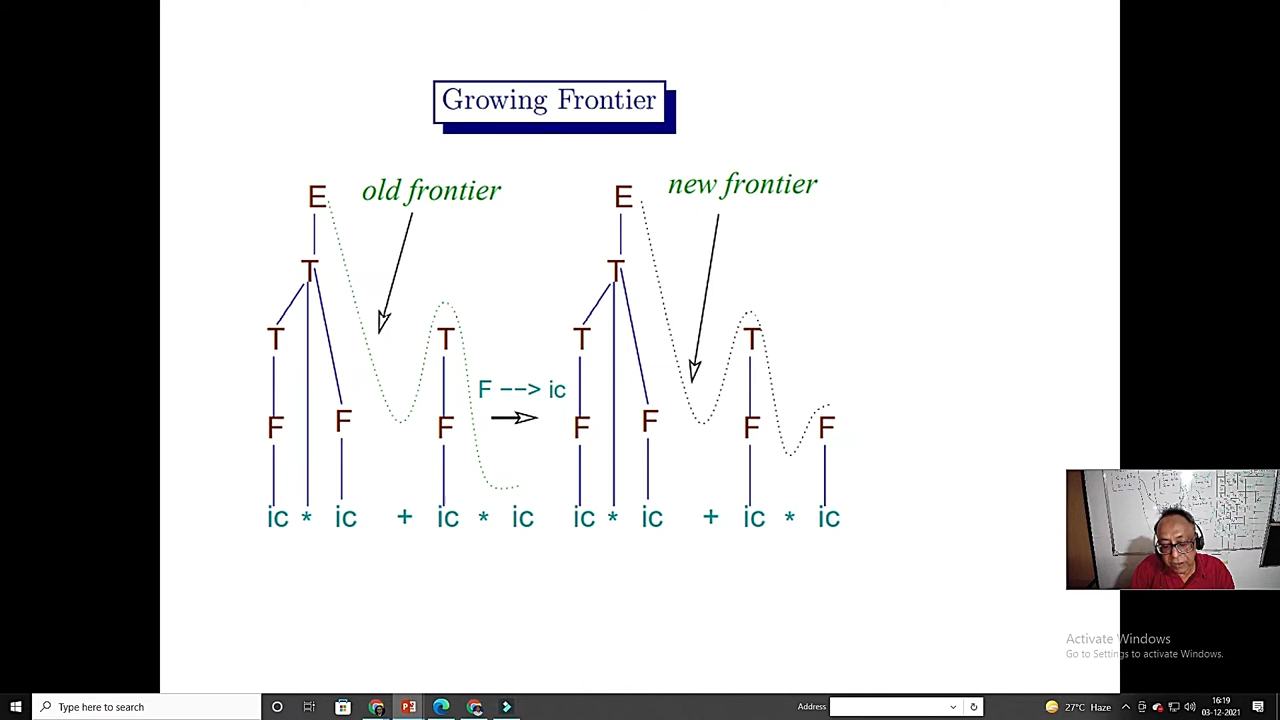 Growing Frontier
old frontier
new frontier
E E
T T
T T T T
F --> ic
F F F F F F F
ic * ic + ic * ic ic * ic + ic * ic
Activate Windows
Go to Settings to activate Windows.
Type here to search
Address
27°C Haze
16:19
03-12-2021